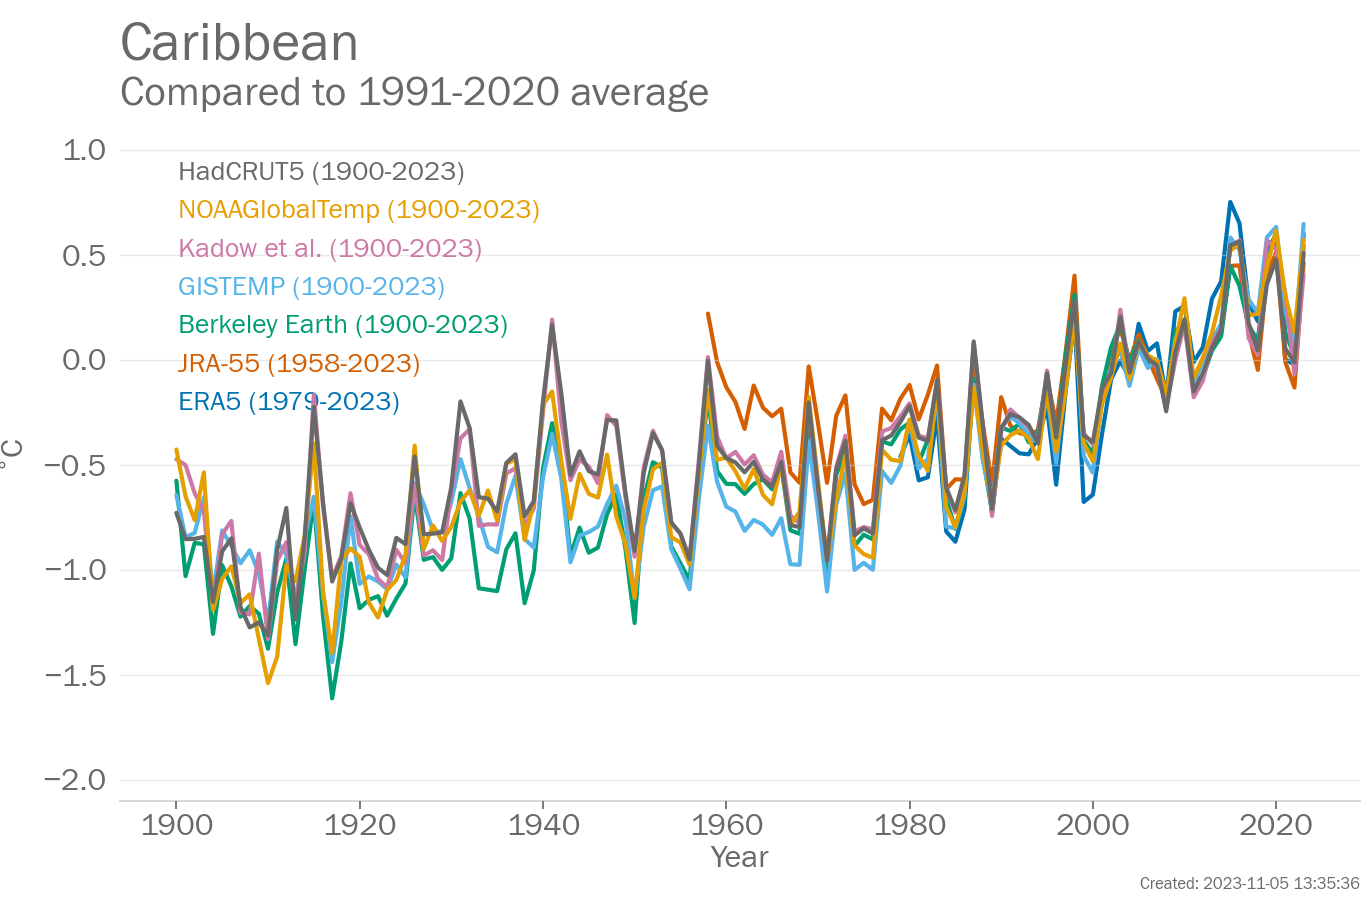 Caribbean
Compared to 1991-2020 average
1.0
0.5
0.0
−0.5
−1.0
−1.5
−2.0
°C
HadCRUT5 (1900-2023)
NOAAGlobalTemp (1900-2023)
Kadow et al. (1900-2023)
GISTEMP (1900-2023)
Berkeley Earth (1900-2023)
JRA-55 (1958-2023)
ERA5 (1979-2023)
1900 1920 1940 1960 1980 2000 2020
Year
Created: 2023-11-05 13:35:36